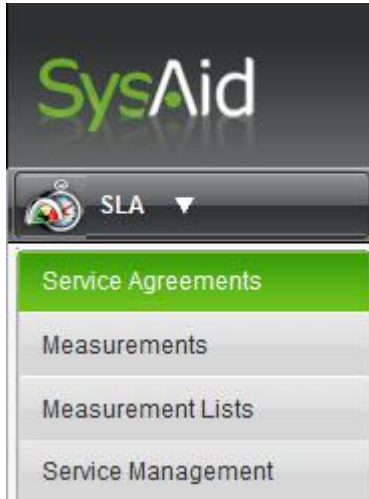 SysAid
SLA
Service Agreements
Measurements
Measurement Lists
Service Management